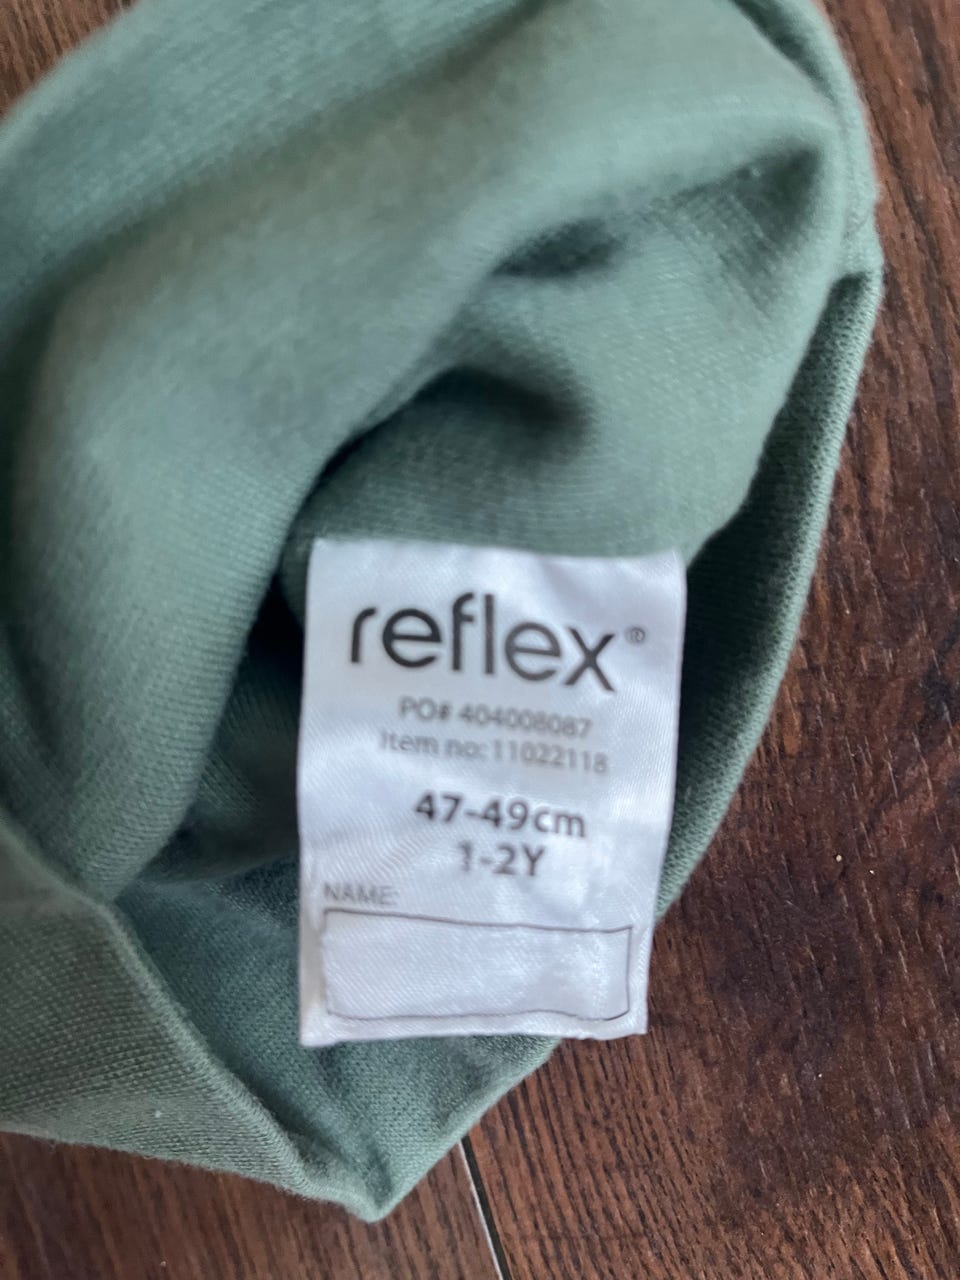 reflex®
PO# 404008087
Item no: 11022118
47-49cm
1-2Y
NAME: